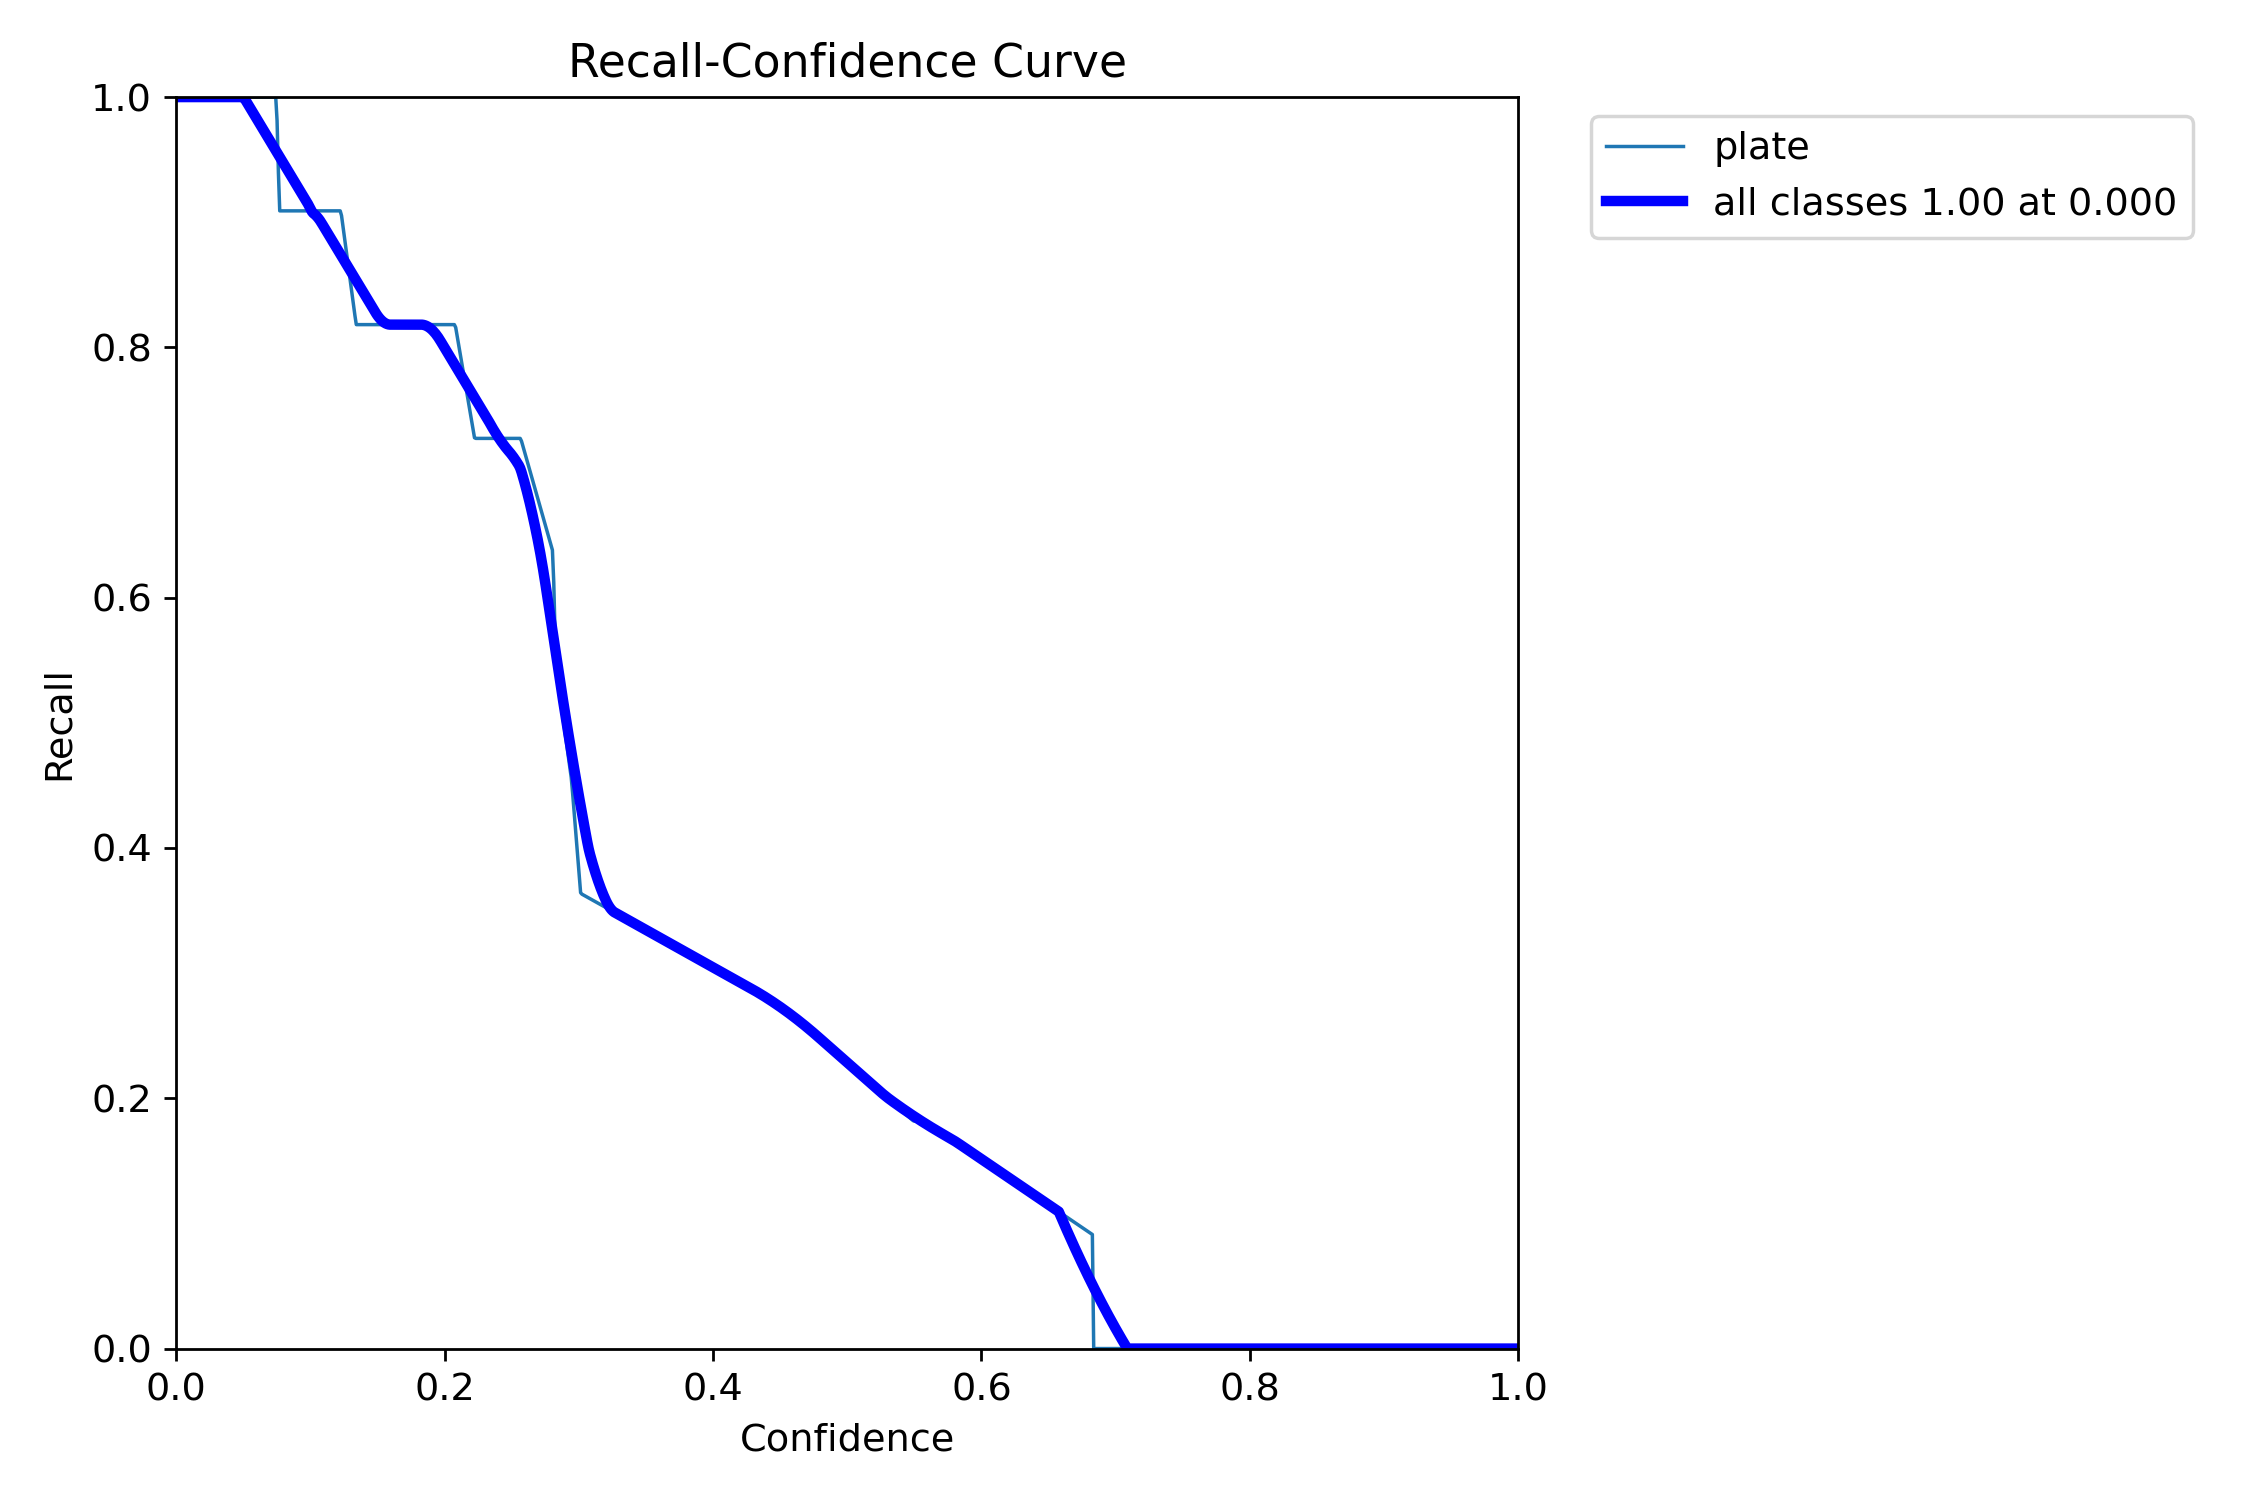 Recall-Confidence Curve
1.0
0.8
0.6
0.4
0.2
0.0
Recall
0.0 0.2 0.4 0.6 0.8 1.0
Confidence
plate
all classes 1.00 at 0.000